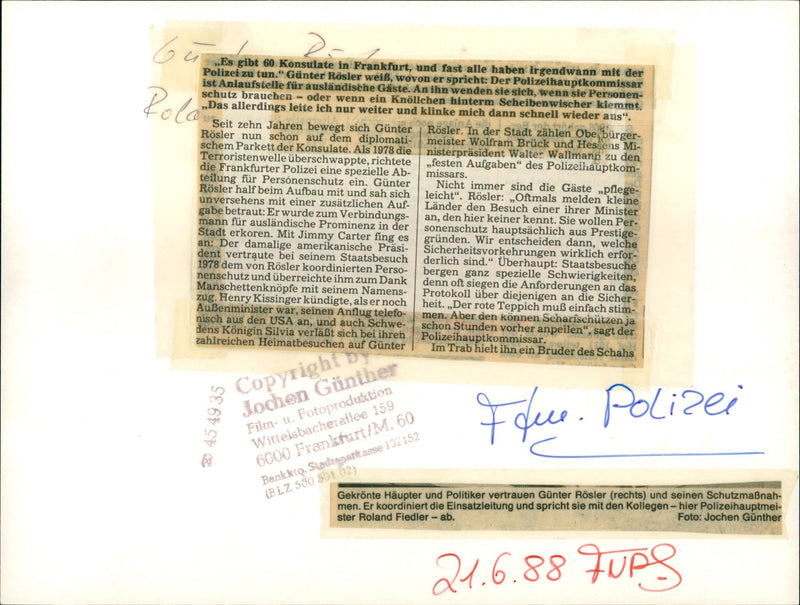 „Es gibt 60 Konsulate in Frankfurt, und fast alle haben irgendwann mit der
Polizei zu tun.“ Günter Rösler weiß, wovon er spricht: Der Polizeihauptkommissar
ist Anlaufstelle für ausländische Gäste. An ihn wenden sie sich, wenn sie Personen-
schutz brauchen – oder wenn ein Knöllchen hinterm Scheibenwischer klemmt.
„Das allerdings leite ich nur weiter und klinke mich dann schnell wieder aus“.
Seit zehn Jahren bewegt sich Günter
Rösler nun schon auf dem diplomati-
schem Parkett der Konsulate. Als 1978 die
Terroristenwelle überschwappte, richtete
die Frankfurter Polizei eine spezielle Ab-
teilung für Personenschutz ein. Günter
Rösler half beim Aufbau mit und sah sich
unversehens mit einer zusätzlichen Auf-
gabe betraut: Er wurde zum Verbindungs-
mann für ausländische Prominenz in der
Stadt erkoren. Mit Jimmy Carter fing es
an: Der damalige amerikanische Präsi-
dent vertraute bei seinem Staatsbesuch
1978 dem von Rösler koordinierten Perso-
nenschutz und überreichte ihm zum Dank
Manschettenknöpfe mit seinem Namens-
zug. Henry Kissinger kündigte, als er noch
Außenminister war, seinen Anflug telefo-
nisch aus den USA an, und auch Schwe-
dens Königin Silvia verläßt sich bei ihren
zahlreichen Heimatbesuchen auf Günter
Rösler. In der Stadt zählen Oberbürger-
meister Wolfram Brück und Hessens Mi-
nisterpräsident Walter Wallmann zu den
„festen Aufgaben“ des Polizeihauptkom-
missars.
Nicht immer sind die Gäste „pflege-
leicht“. Rösler: „Oftmals melden kleine
Länder den Besuch einer ihrer Minister
an, den hier keiner kennt. Sie wollen Per-
sonenschutz hauptsächlich aus Prestige-
gründen. Wir entscheiden dann, welche
Sicherheitsvorkehrungen wirklich erfor-
derlich sind.“ Überhaupt: Staatsbesuche
bergen ganz spezielle Schwierigkeiten,
denn oft siegen die Anforderungen an das
Protokoll über diejenigen an die Sicher-
heit. „Der rote Teppich muß einfach stim-
men. Aber den können Scharfschützen ja
schon Stunden vorher anpeilen“, sagt der
Polizeihauptkommissar.
Im Trab hielt ihn ein Bruder des Schahs
Copyright by
Jochen Günther
Film- u. Fotoproduktion
Wittelsbacherallee 159
6000 Frankfurt/M. 60
Bankkto. Stadtsparkasse 132152
(BLZ 500 501 02)
45 49 35
Polizei
Gekrönte Häupter und Politiker vertrauen Günter Rösler (rechts) und seinen Schutzmaßnah-
men. Er koordiniert die Einsatzleitung und spricht sie mit den Kollegen – hier Polizeihauptmei-
ster Roland Fiedler – ab. Foto: Jochen Günther
21.6.88